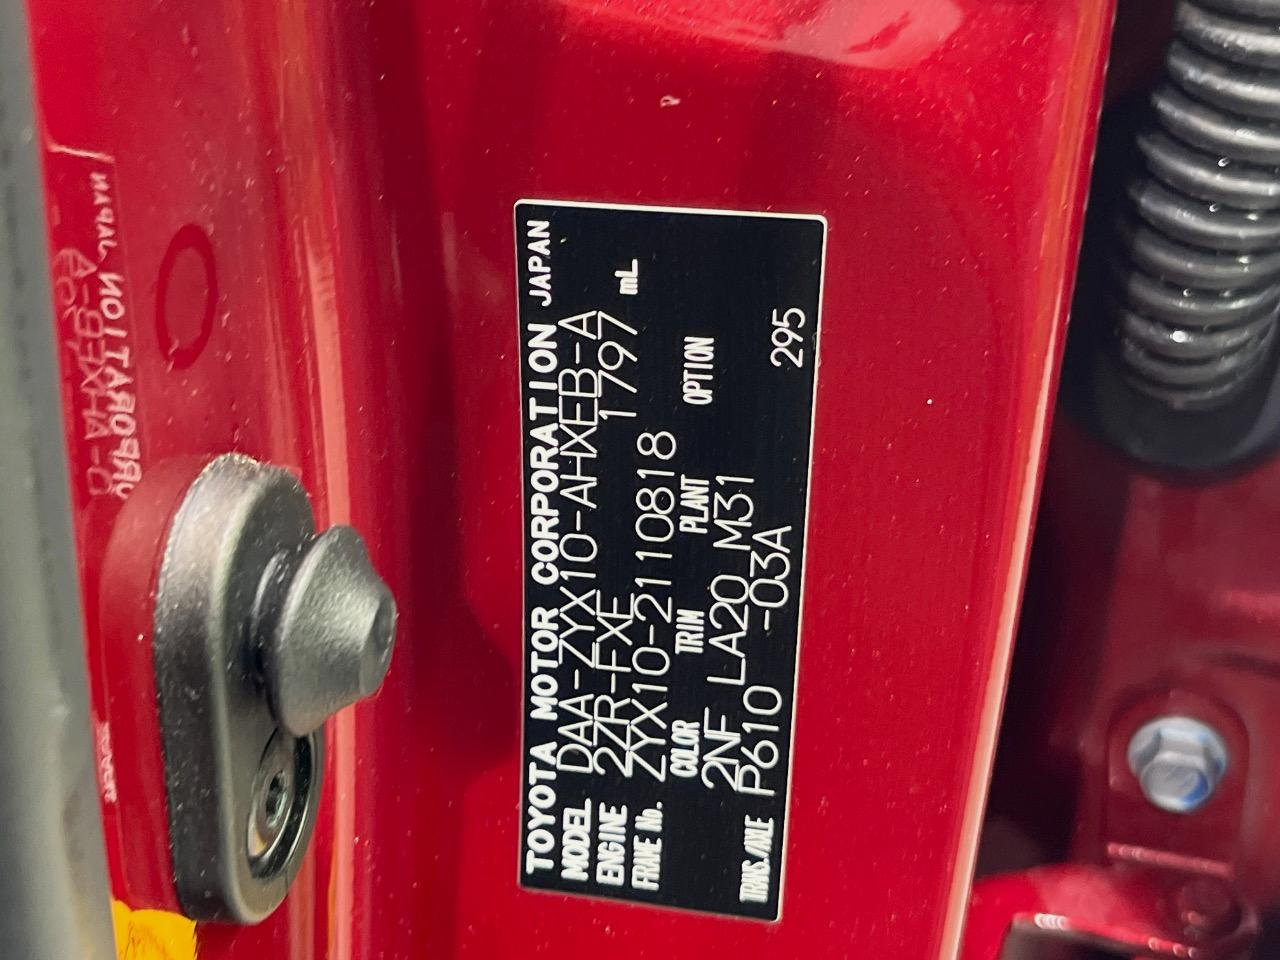 TOYOTA MOTOR CORPORATION JAPAN
MODEL DAA-ZYX10-AHXEB-A
ENGINE 2ZR-FXE 1797 mL
FRAME No. ZYX10-2110818
COLOR TRIM PLANT OPTION
2NF LA20 M31
TRANS/AXLE P610 -03A 295